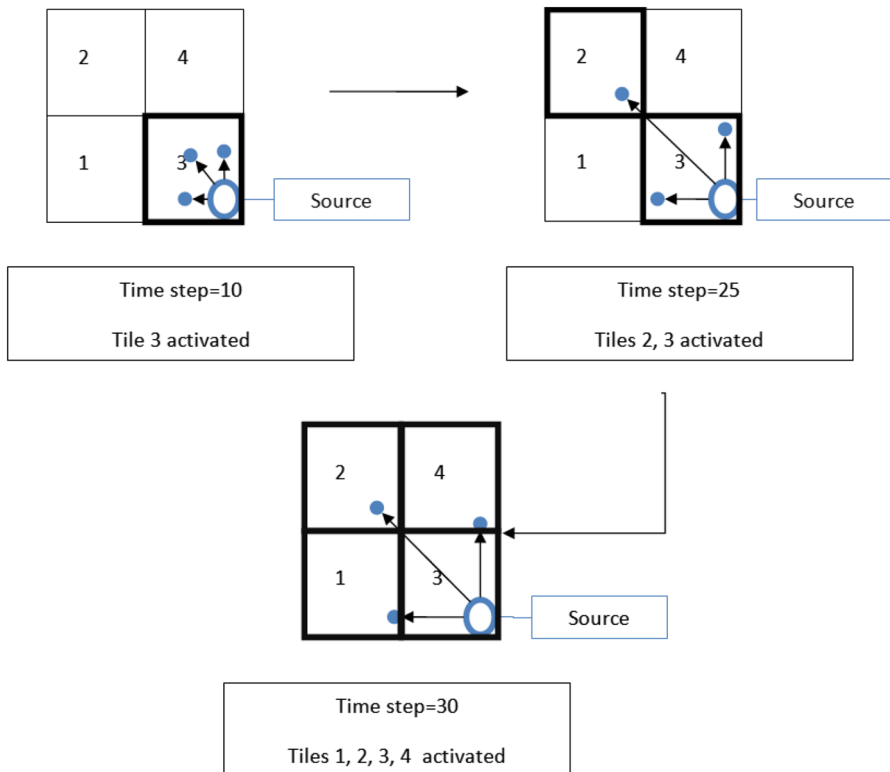 2 4
1 3
Source
Time step=10
Tile 3 activated
2 4
1 3
Source
Time step=25
Tiles 2, 3 activated
2 4
1 3
Source
Time step=30
Tiles 1, 2, 3, 4 activated